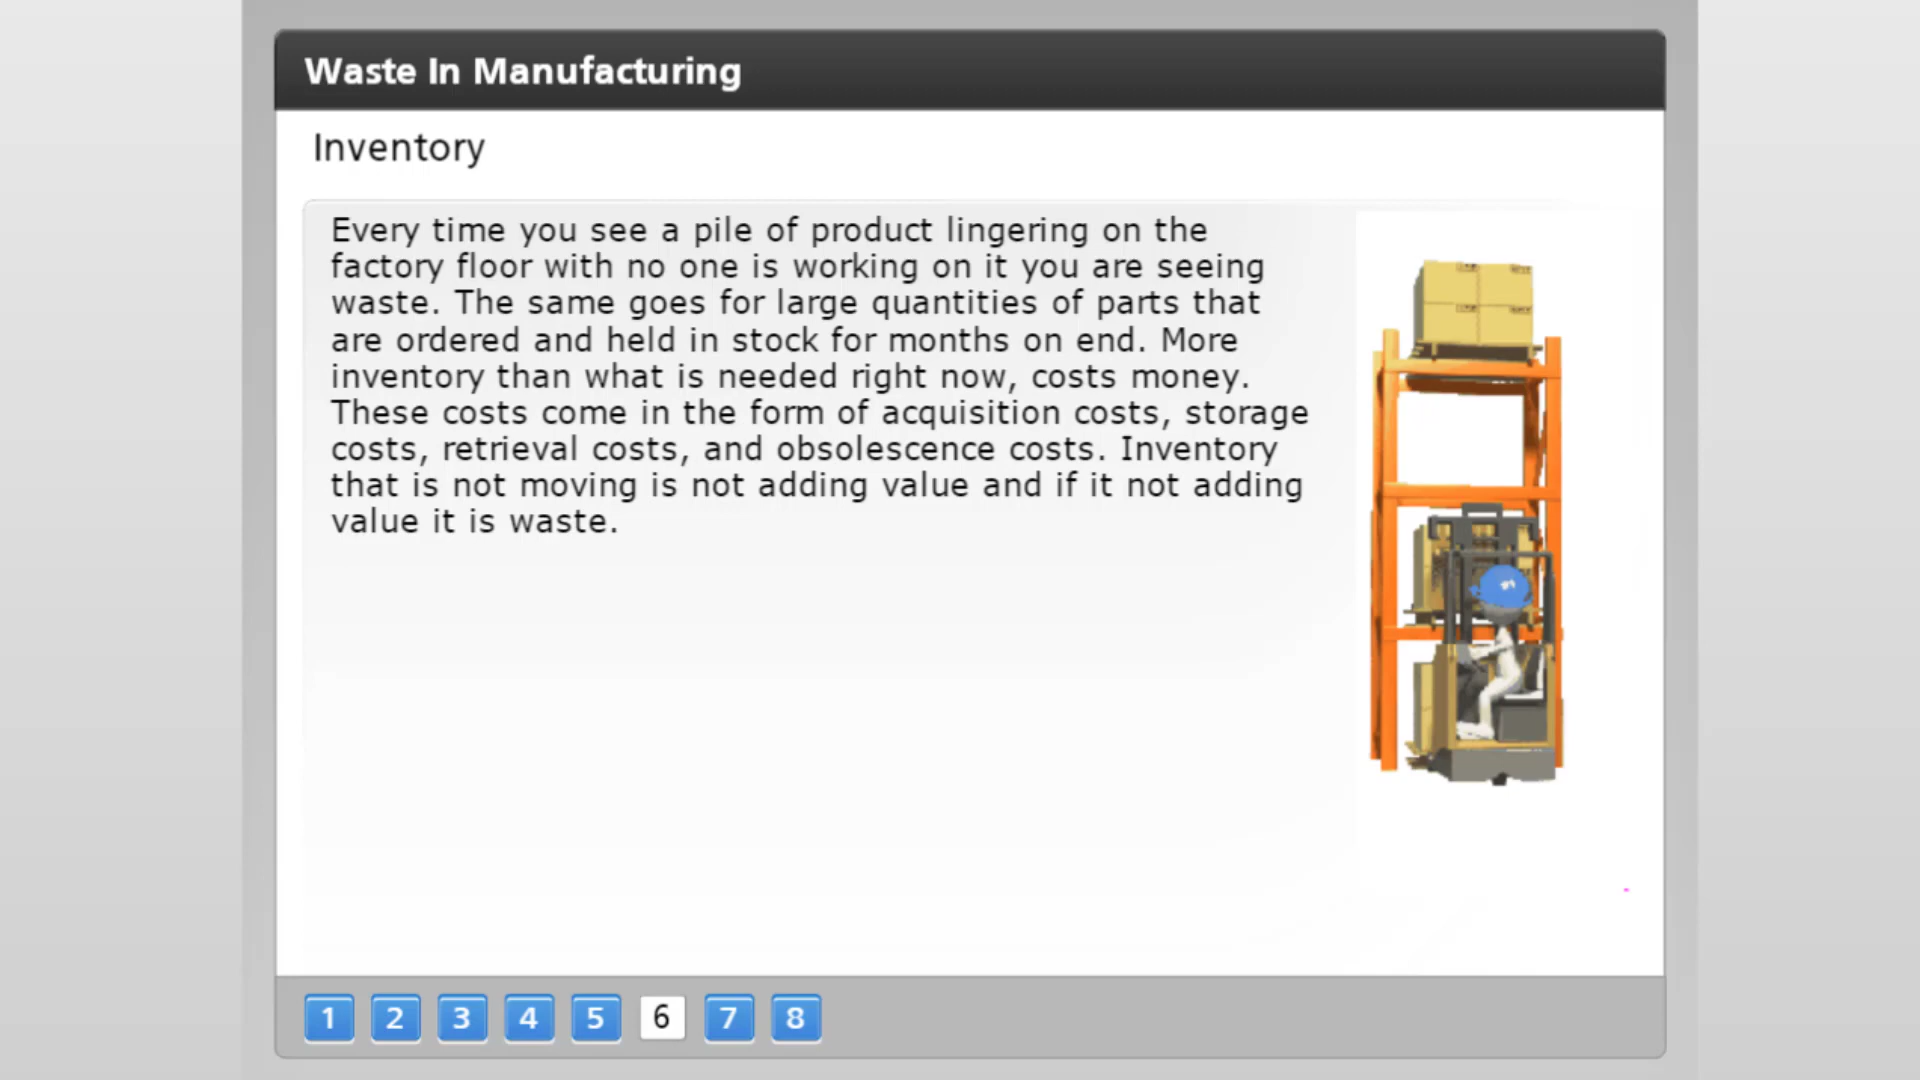 Waste In Manufacturing
Inventory
Every time you see a pile of product lingering on the
factory floor with no one is working on it you are seeing
waste. The same goes for large quantities of parts that
are ordered and held in stock for months on end. More
inventory than what is needed right now, costs money.
These costs come in the form of acquisition costs, storage
costs, retrieval costs, and obsolescence costs. Inventory
that is not moving is not adding value and if it not adding
value it is waste.
1 2 3 4 5 6 7 8